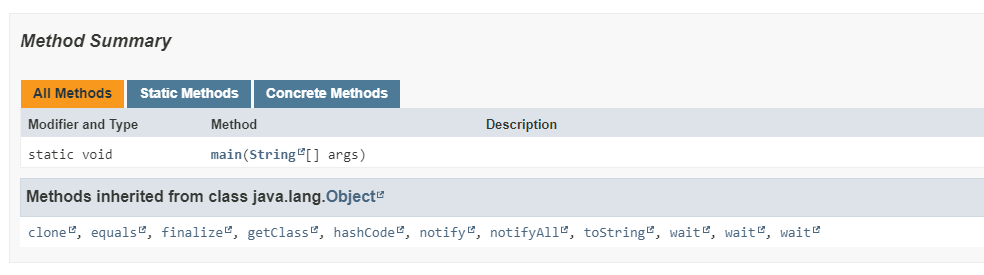 Method Summary
All Methods Static Methods Concrete Methods
Modifier and Type Method Description
static void main(String[] args)
Methods inherited from class java.lang.Object
clone, equals, finalize, getClass, hashCode, notify, notifyAll, toString, wait, wait, wait